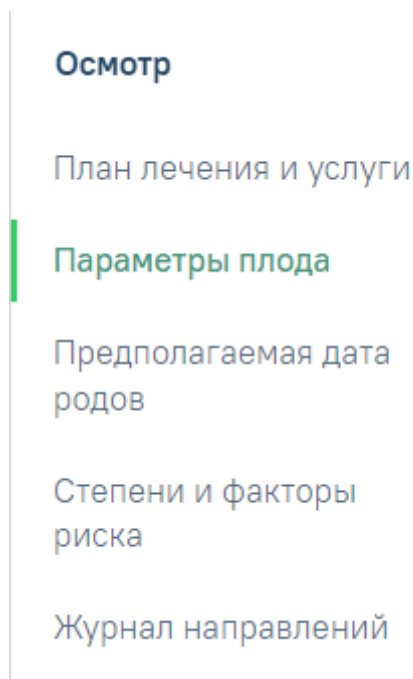 Осмотр
План лечения и услуги
Параметры плода
Предполагаемая дата
родов
Степени и факторы
риска
Журнал направлений